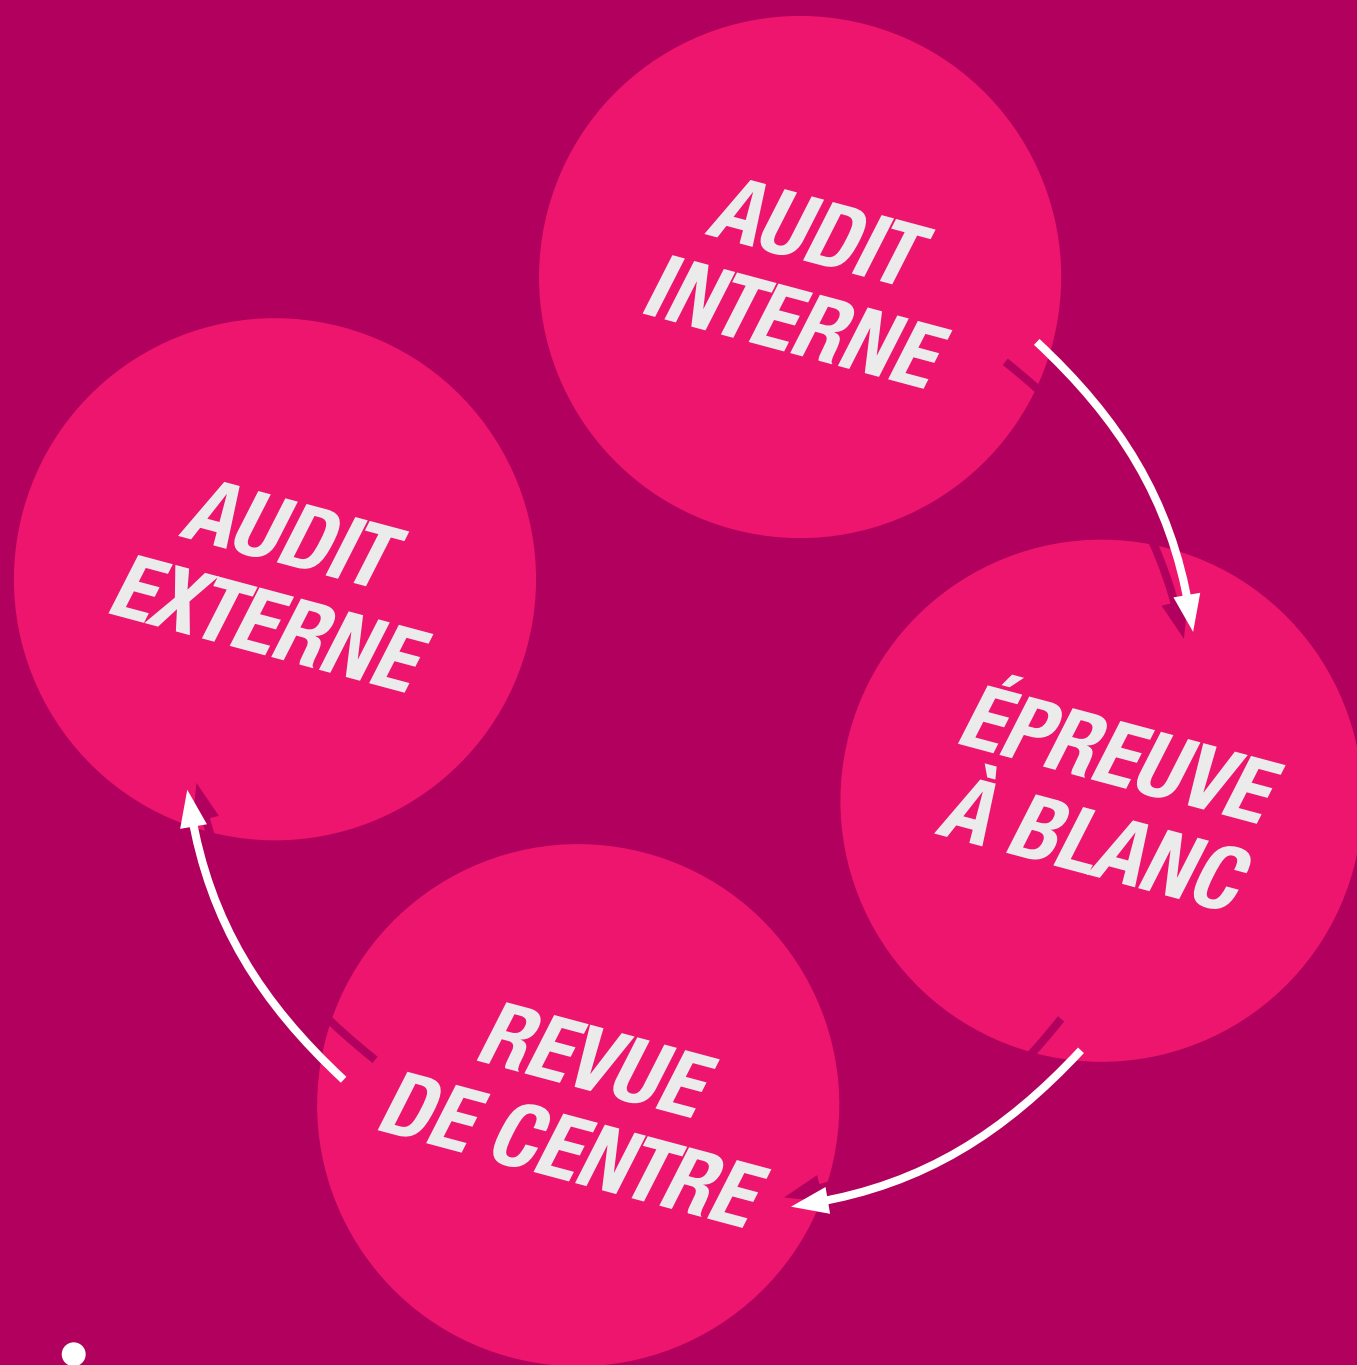 AUDIT
INTERNE
AUDIT
EXTERNE
ÉPREUVE
À BLANC
REVUE
DE CENTRE